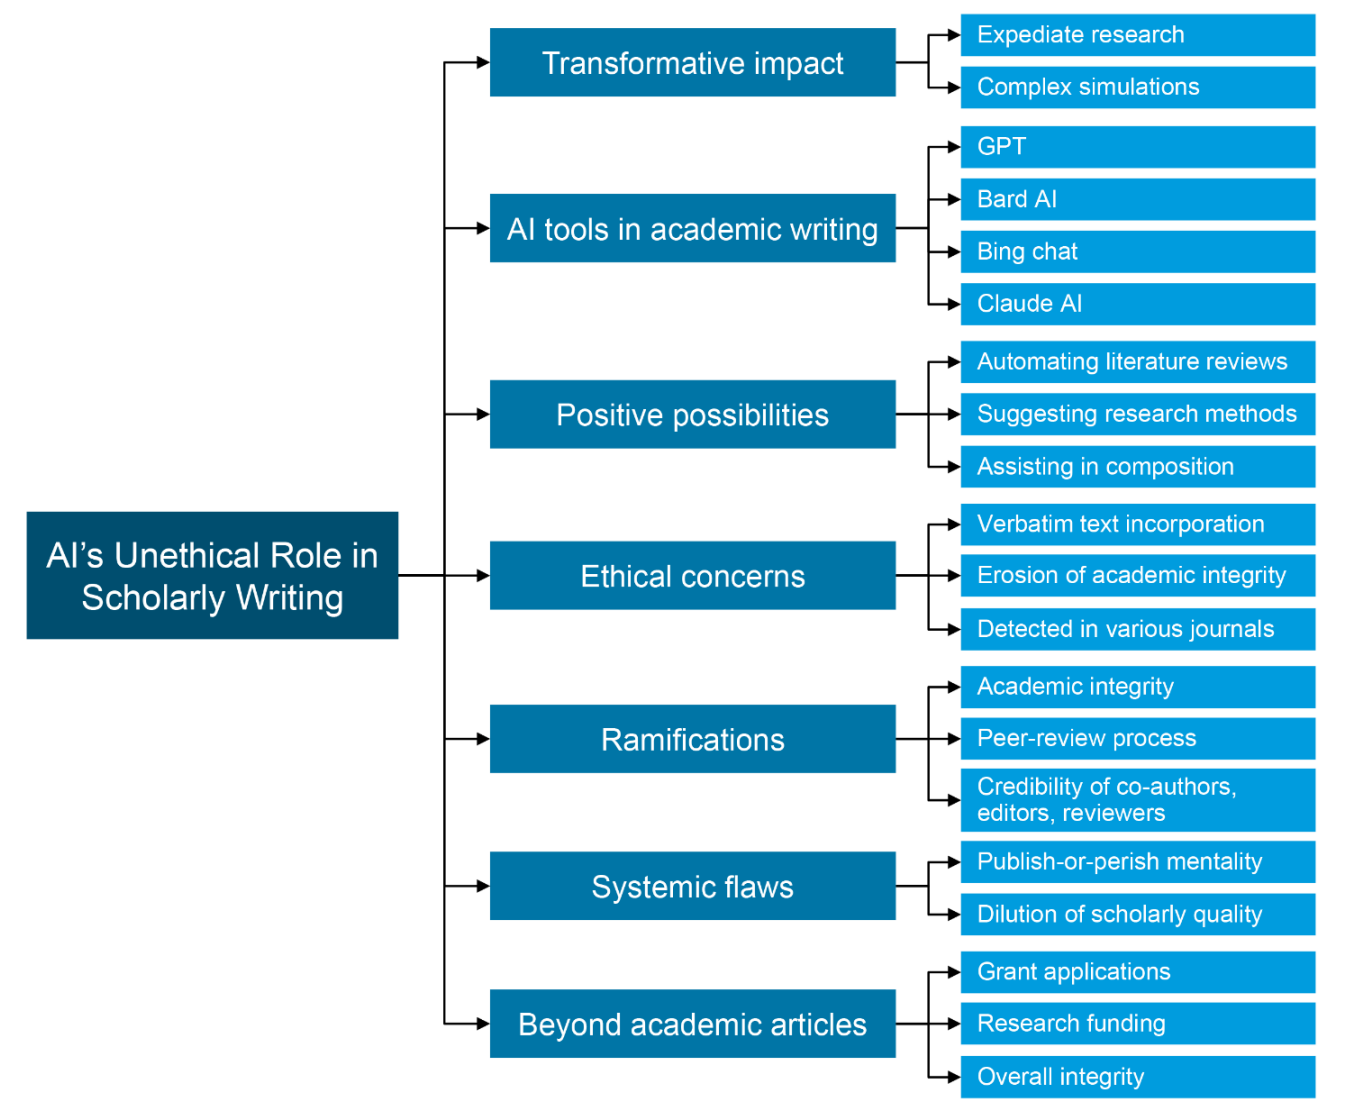 AI's Unethical Role in
Scholarly Writing
Transformative impact
Expediate research
Complex simulations
AI tools in academic writing
GPT
Bard AI
Bing chat
Claude AI
Positive possibilities
Automating literature reviews
Suggesting research methods
Assisting in composition
Ethical concerns
Verbatim text incorporation
Erosion of academic integrity
Detected in various journals
Ramifications
Academic integrity
Peer-review process
Credibility of co-authors,
editors, reviewers
Systemic flaws
Publish-or-perish mentality
Dilution of scholarly quality
Beyond academic articles
Grant applications
Research funding
Overall integrity